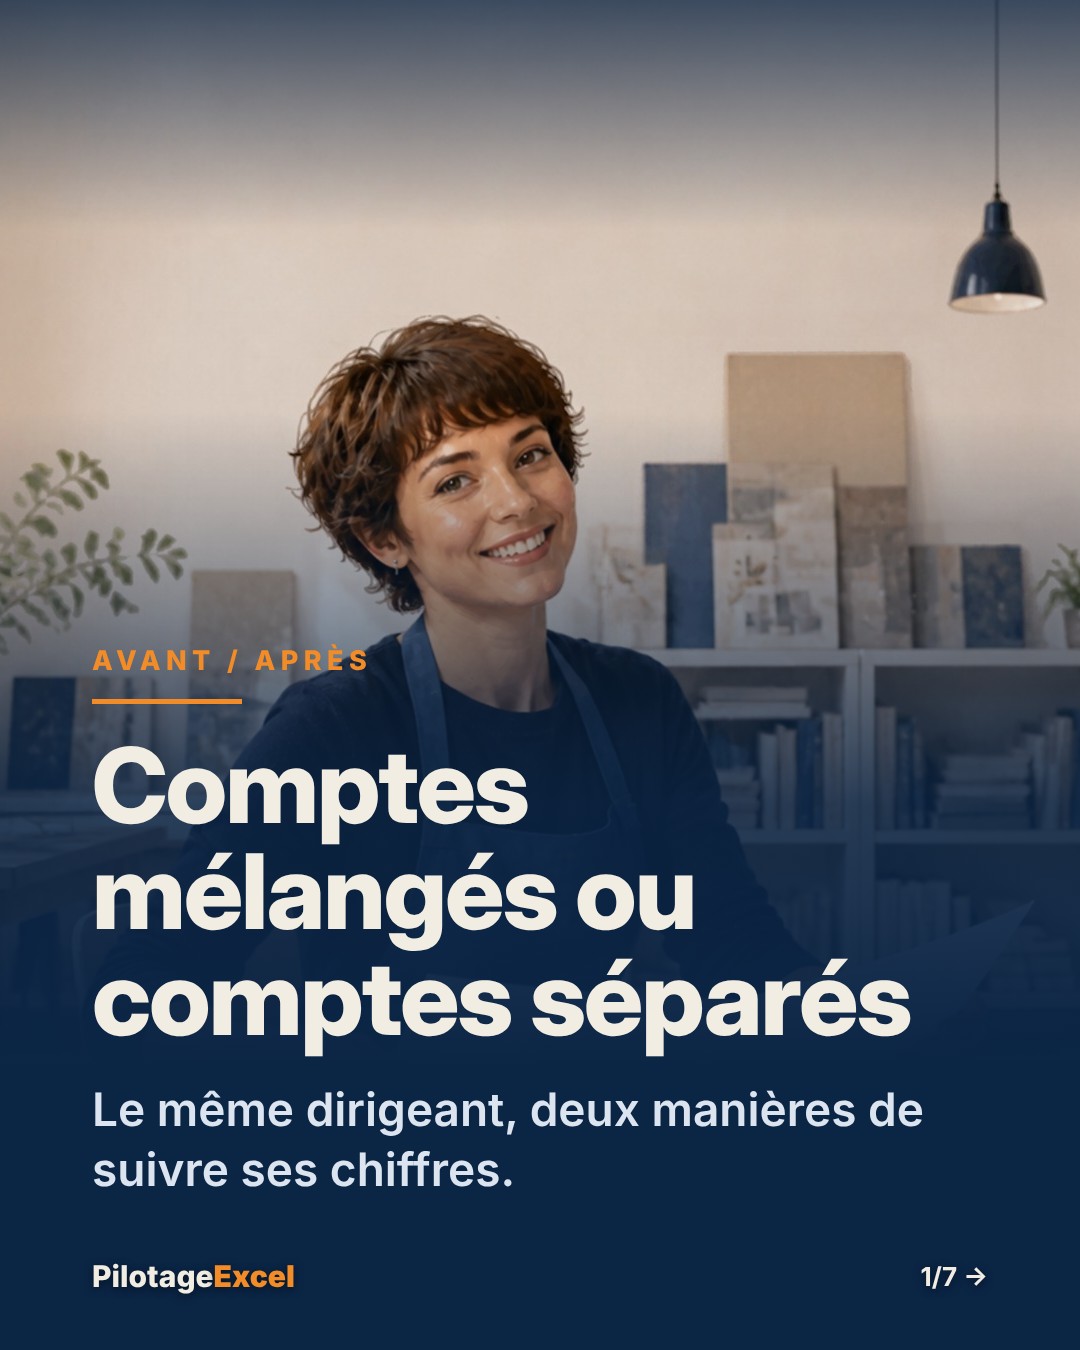 AVANT / APRÈS
Comptes
mélangés ou
comptes séparés
Le même dirigeant, deux manières de
suivre ses chiffres.
PilotageExcel
1/7 →